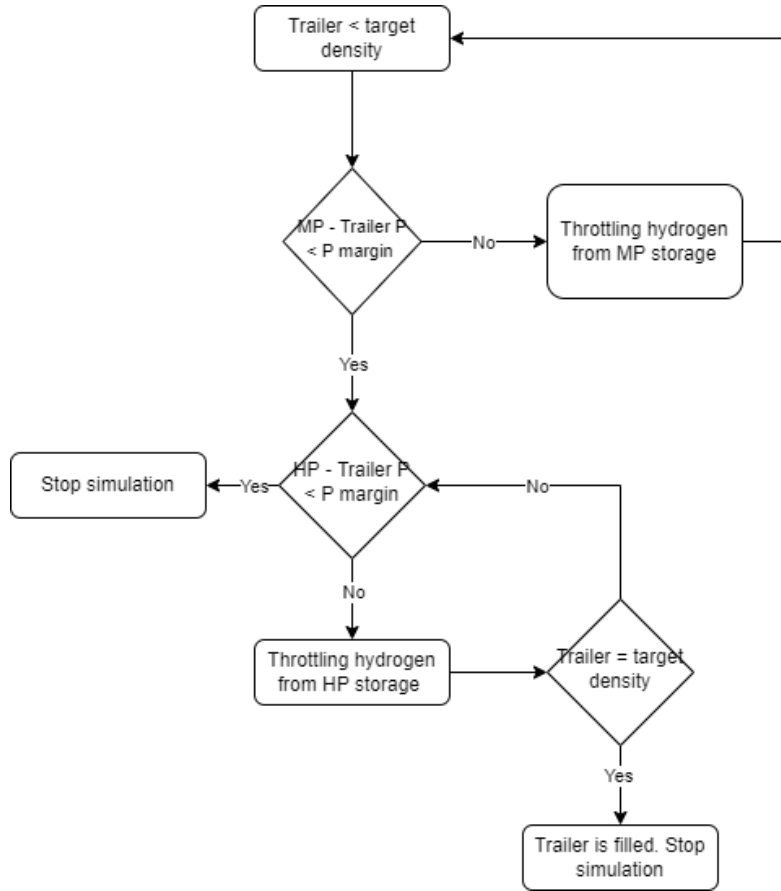 Trailer < target
density
MP - Trailer P
< P margin
No
Throttling hydrogen
from MP storage
Yes
HP - Trailer P
< P margin
Yes
Stop simulation
No
No
Throttling hydrogen
from HP storage
Trailer = target
density
Yes
Trailer is filled. Stop
simulation